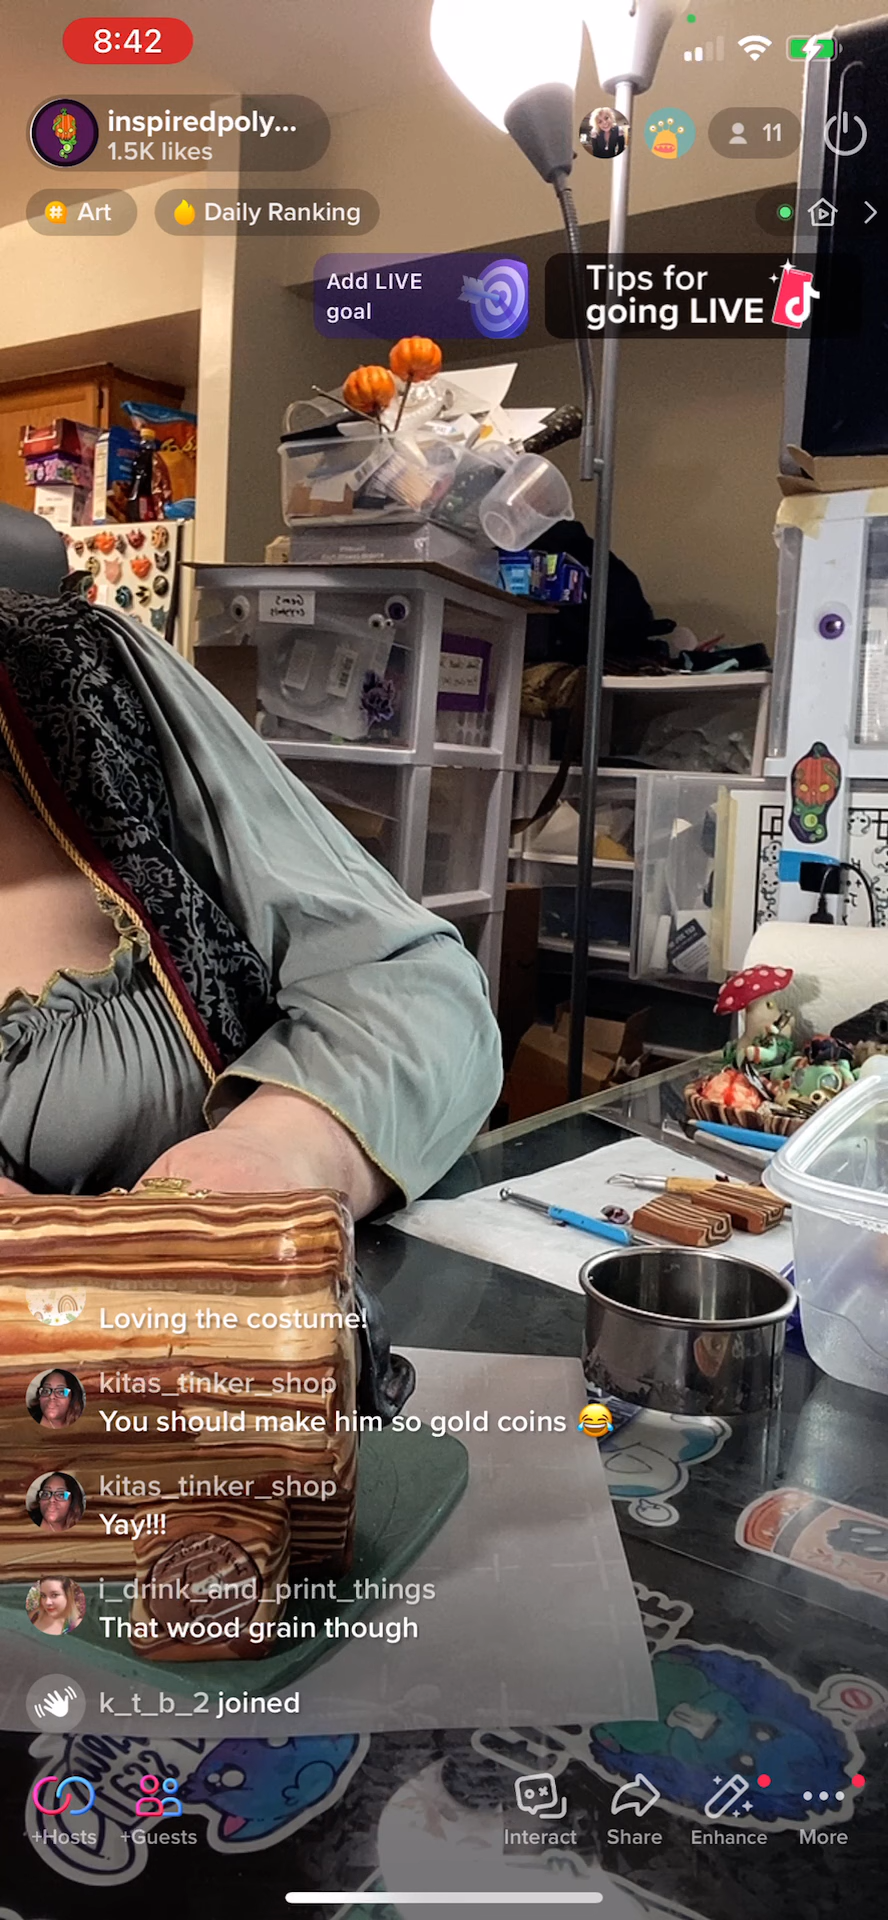 8:42
inspiredpoly...
1.5K likes
11
Art
Daily Ranking
Add LIVE
goal
Tips for
going LIVE
Loving the costume!
kitas_tinker_shop
You should make him so gold coins 😂
kitas_tinker_shop
Yay!!!
i_drink_and_print_things
That wood grain though
k_t_b_2 joined
+Hosts
+Guests
Interact
Share
Enhance
More